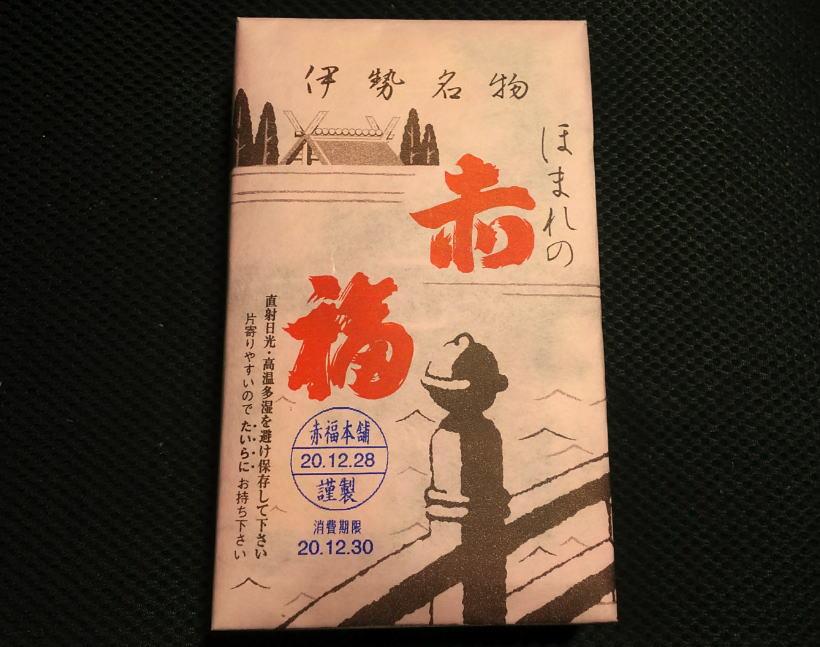 伊勢名物
ほまれの
赤福
直射日光・高温多湿を避け保存して下さい
片寄りやすいので たいらに お持ち下さい
赤福本舗
20.12.28
謹製
消費期限
20.12.30